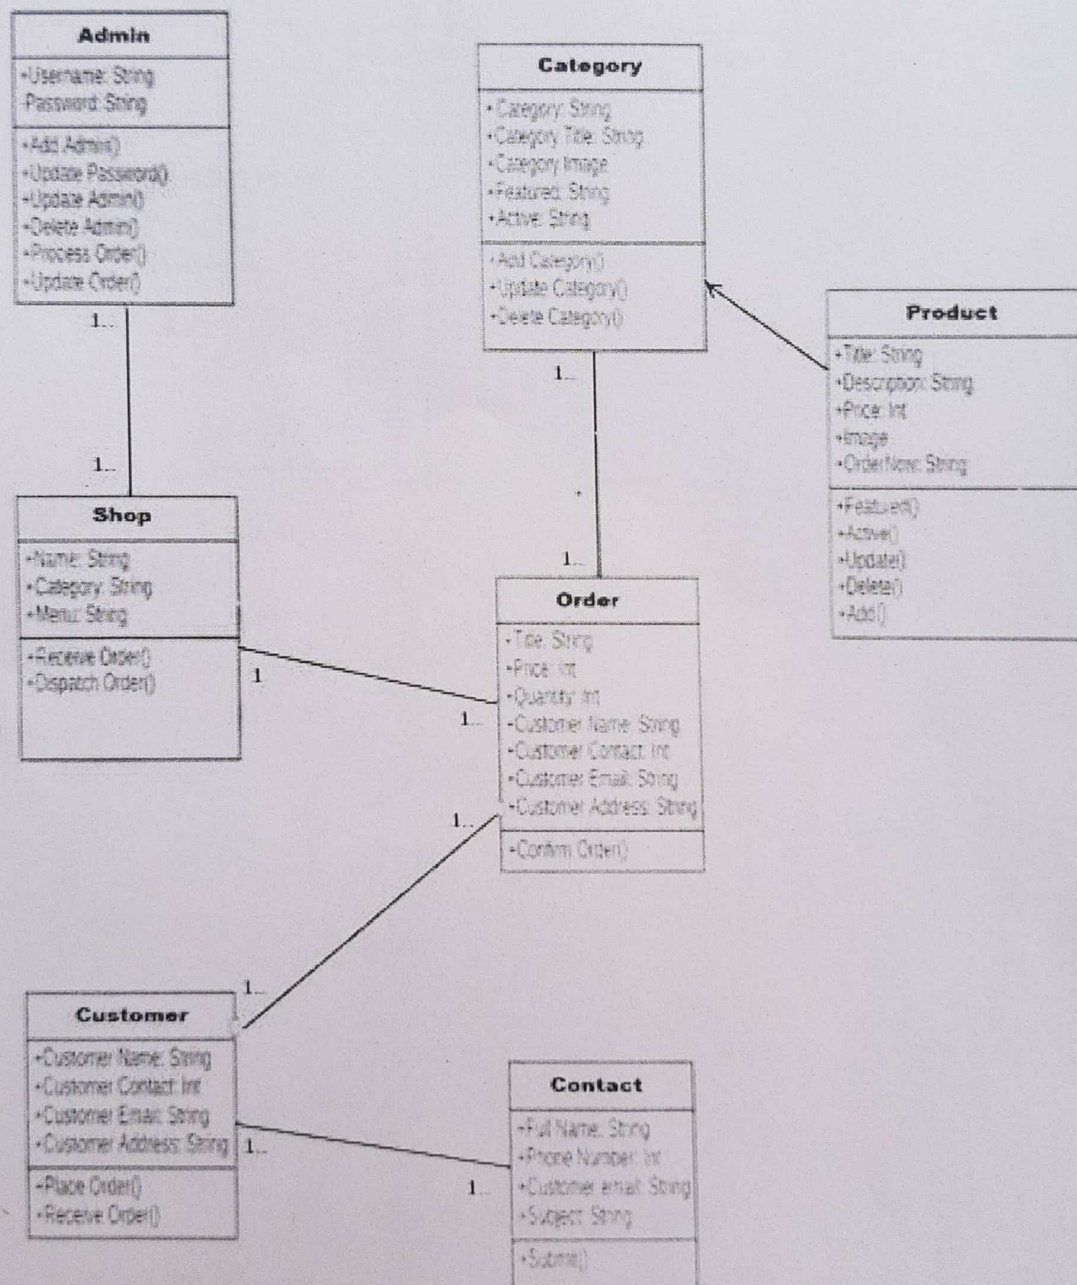 Admin
+Username: String
Password: String
+Add Admin()
+Update Password()
+Update Admin()
+Delete Admin()
+Process Order()
+Update Order()
1..
1..
Category
+Category: String
+Category Title: String
+Category Image
+Featured: String
+Active: String
+Add Category()
+Update Category()
+Delete Category()
1..
1..
Product
+Title: String
+Description: String
+Price: Int
+Image
+OrderNow: String
+Featured()
+Active()
+Update()
+Delete()
+Add()
Shop
+Name: String
+Category: String
+Menu: String
+Receive Order()
+Dispatch Order()
1
1..
Order
+Title: String
+Price: Int
+Quantity: Int
+Customer Name: String
+Customer Contact: Int
+Customer Email: String
+Customer Address: String
+Confirm Order()
1..
1..
Customer
+Customer Name: String
+Customer Contact: Int
+Customer Email: String
+Customer Address: String
+Place Order()
+Receive Order()
1..
1..
Contact
+Full Name: String
+Phone Number: Int
+Customer email: String
+Subject: String
+Submit()